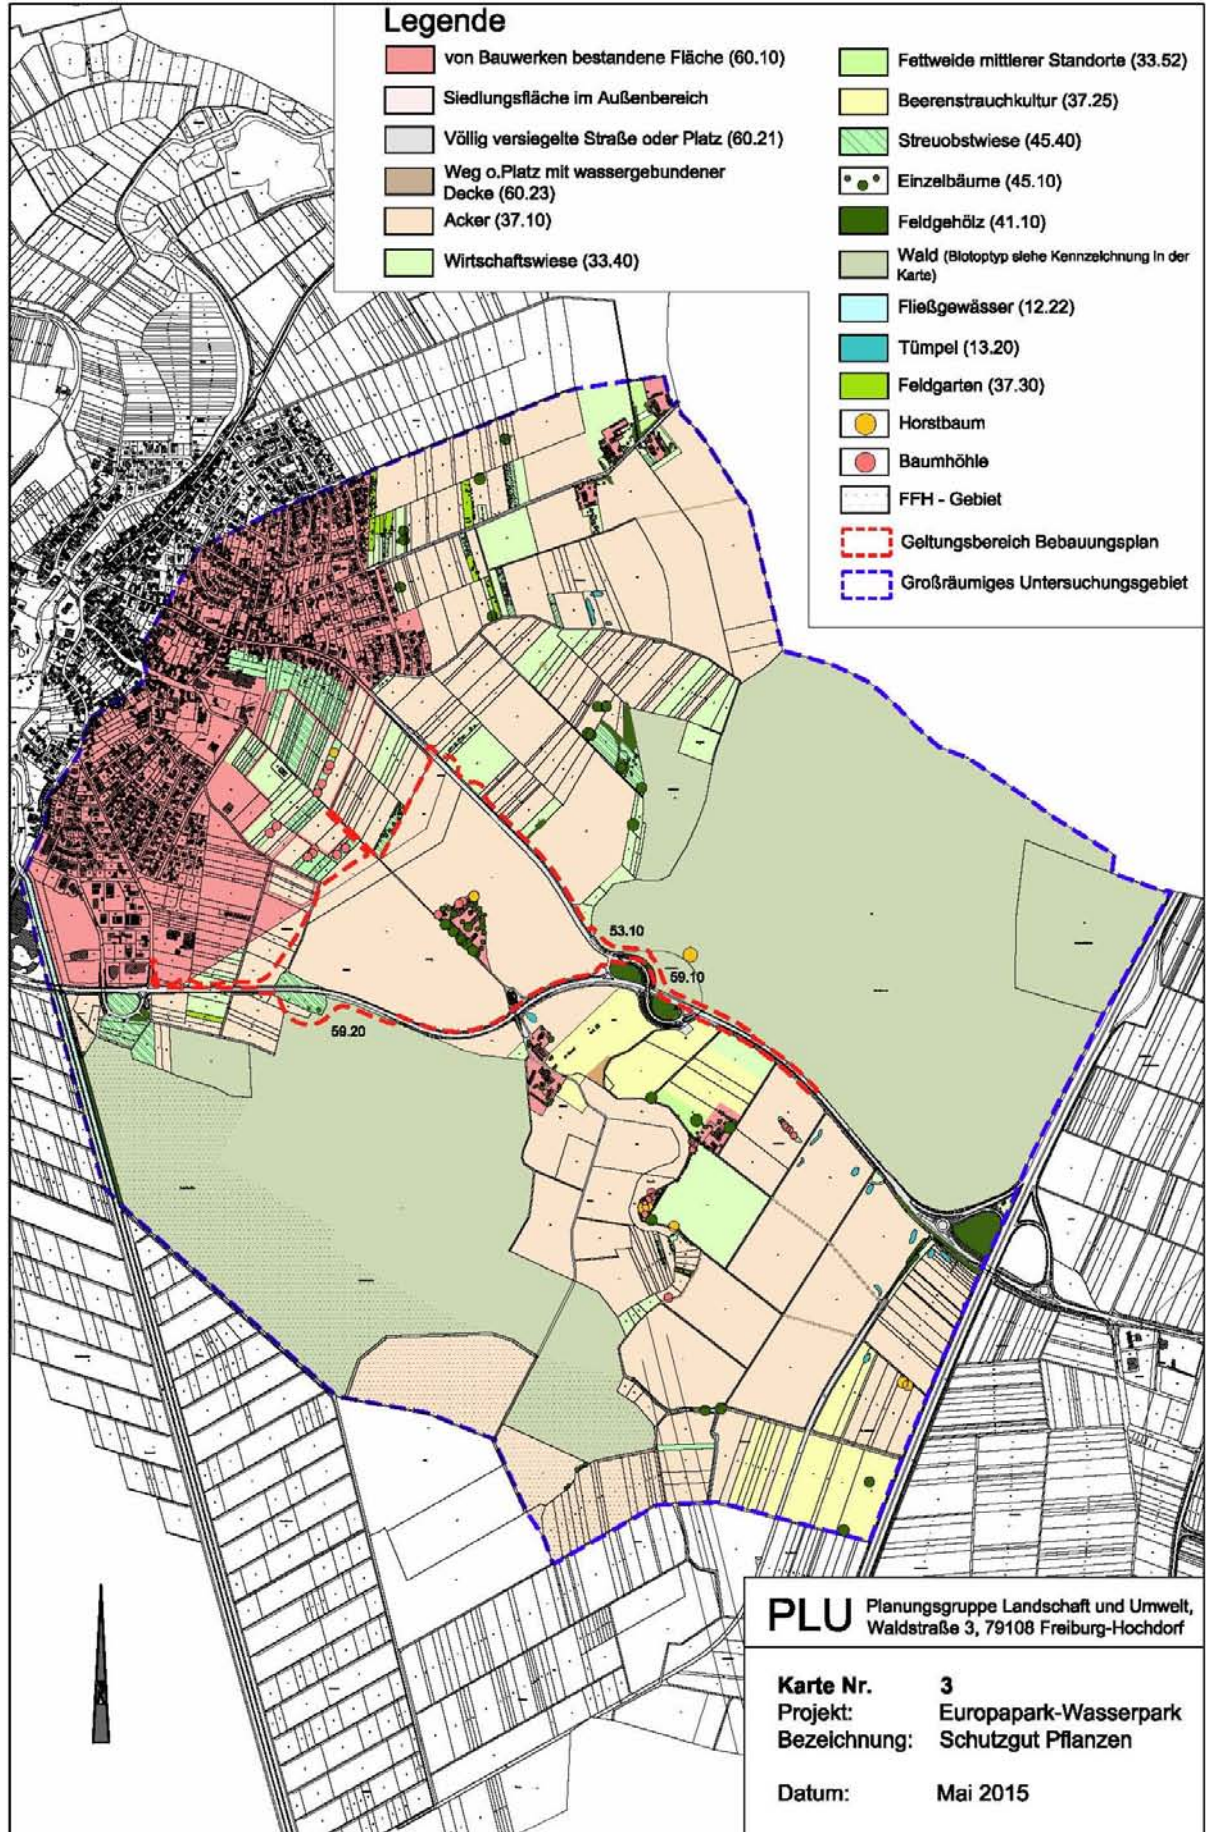 Legende
von Bauwerken bestandene Fläche (60.10)
Siedlungsfläche im Außenbereich
Völlig versiegelte Straße oder Platz (60.21)
Weg o.Platz mit wassergebundener
Decke (60.23)
Acker (37.10)
Wirtschaftswiese (33.40)
Fettweide mittlerer Standorte (33.52)
Beerenstrauchkultur (37.25)
Streuobstwiese (45.40)
Einzelbäume (45.10)
Feldgehölz (41.10)
Wald (Biotoptyp siehe Kennzeichnung in der
Karte)
Fließgewässer (12.22)
Tümpel (13.20)
Feldgarten (37.30)
Horstbaum
Baumhöhle
FFH - Gebiet
Geltungsbereich Bebauungsplan
Großräumiges Untersuchungsgebiet
53.10
59.10
59.20
PLU Planungsgruppe Landschaft und Umwelt,
Waldstraße 3, 79108 Freiburg-Hochdorf
Karte Nr. 3
Projekt: Europapark-Wasserpark
Bezeichnung: Schutzgut Pflanzen
Datum: Mai 2015